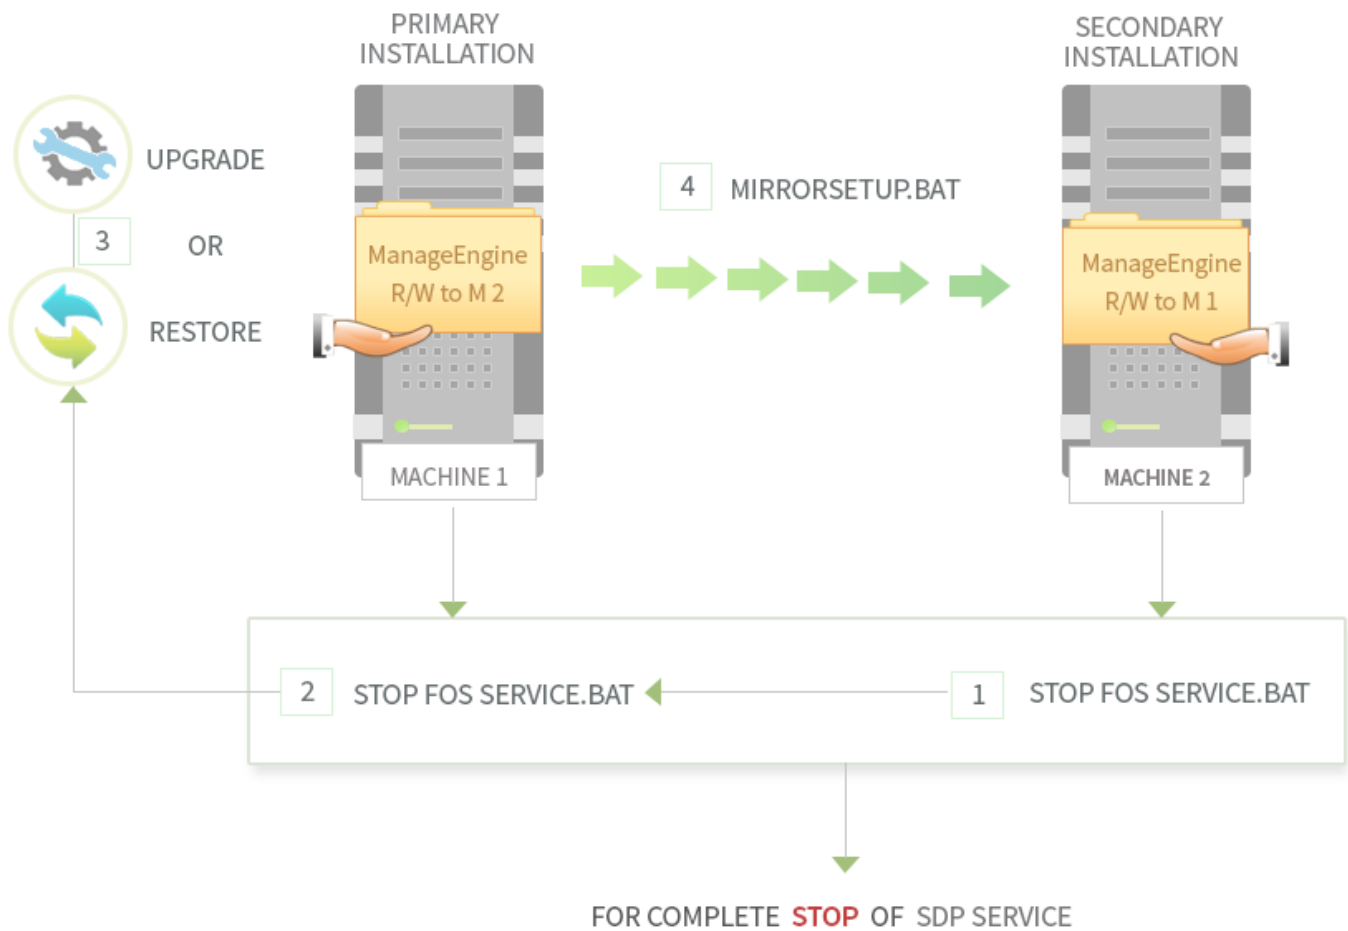 PRIMARY
INSTALLATION
SECONDARY
INSTALLATION
UPGRADE
3
OR
RESTORE
ManageEngine
R/W to M 2
4
MIRRORSETUP.BAT
ManageEngine
R/W to M 1
MACHINE 1
MACHINE 2
2
STOP FOS SERVICE.BAT
1
STOP FOS SERVICE.BAT
FOR COMPLETE STOP OF SDP SERVICE